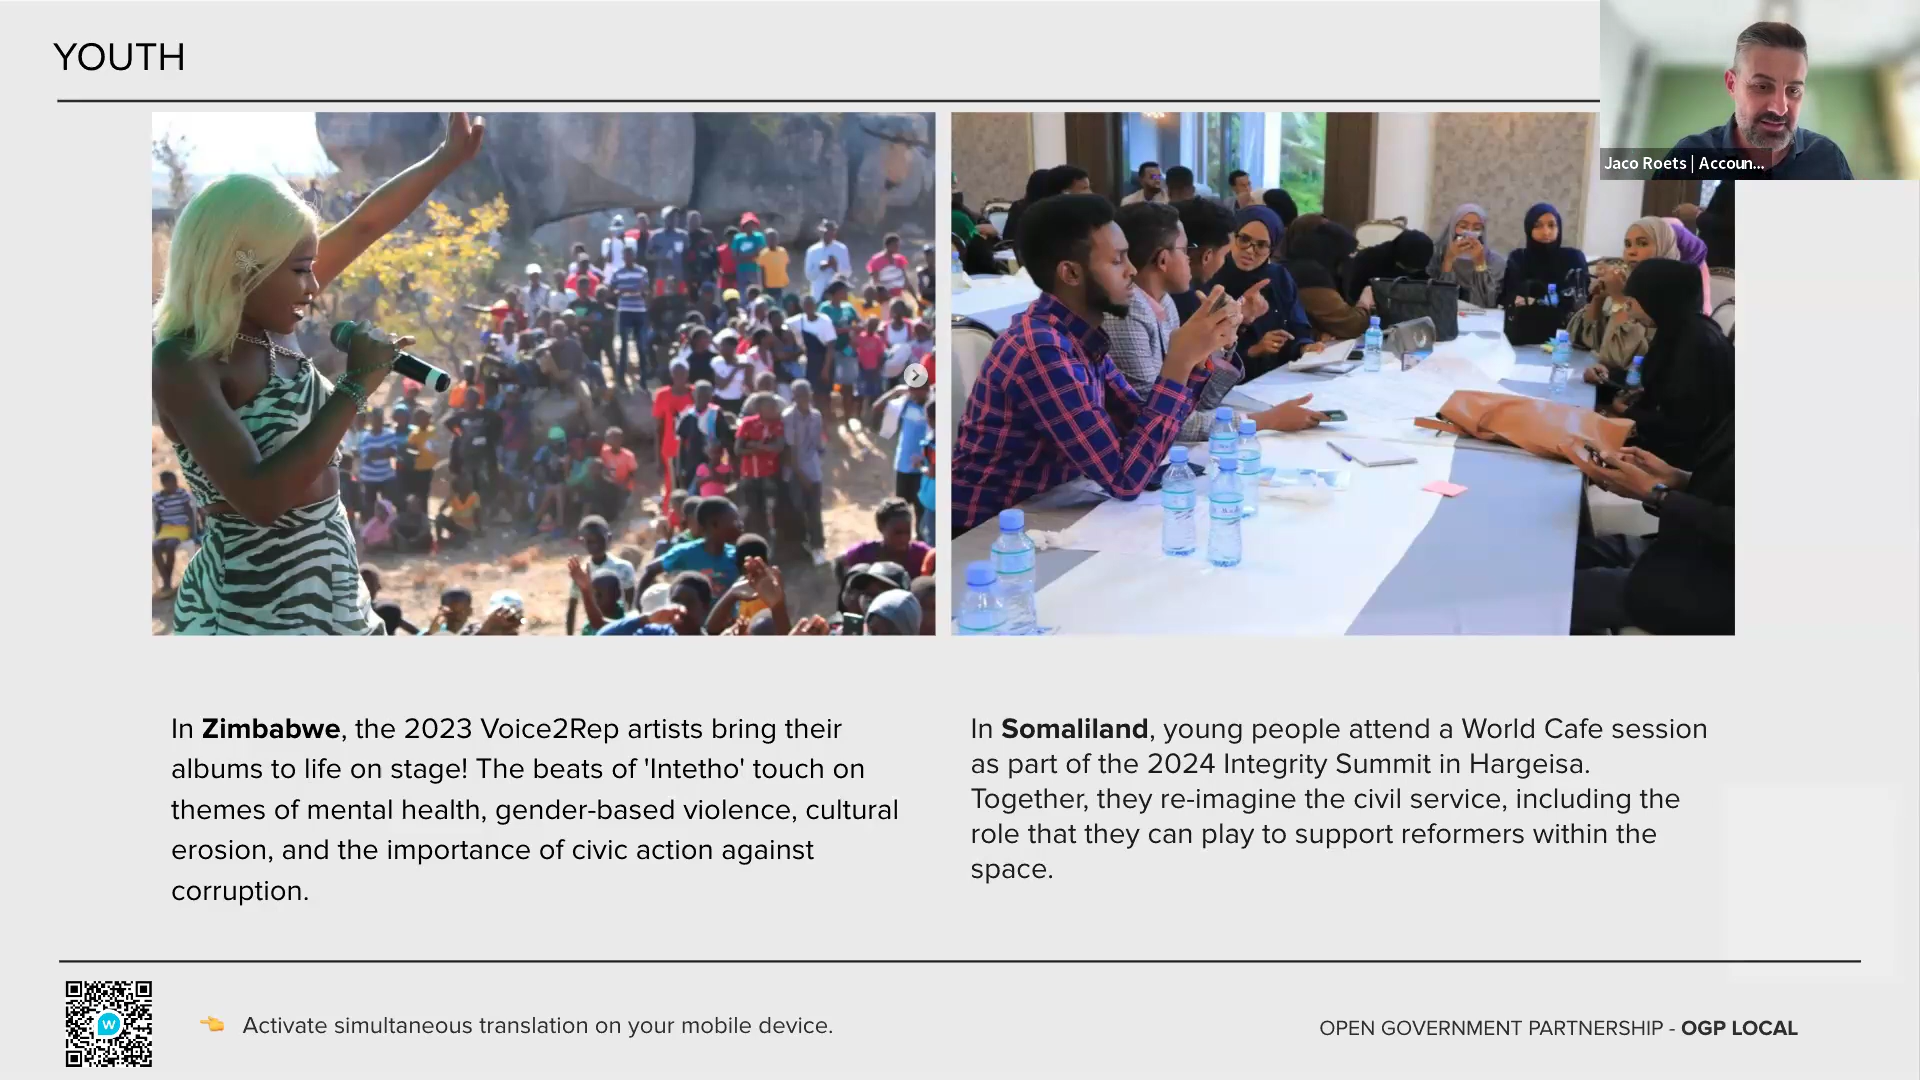 YOUTH
Jaco Roets | Accoun...
In Zimbabwe, the 2023 Voice2Rep artists bring their
albums to life on stage! The beats of 'Intetho' touch on
themes of mental health, gender-based violence, cultural
erosion, and the importance of civic action against
corruption.
In Somaliland, young people attend a World Cafe session
as part of the 2024 Integrity Summit in Hargeisa.
Together, they re-imagine the civil service, including the
role that they can play to support reformers within the
space.
W
Activate simultaneous translation on your mobile device.
OPEN GOVERNMENT PARTNERSHIP - OGP LOCAL